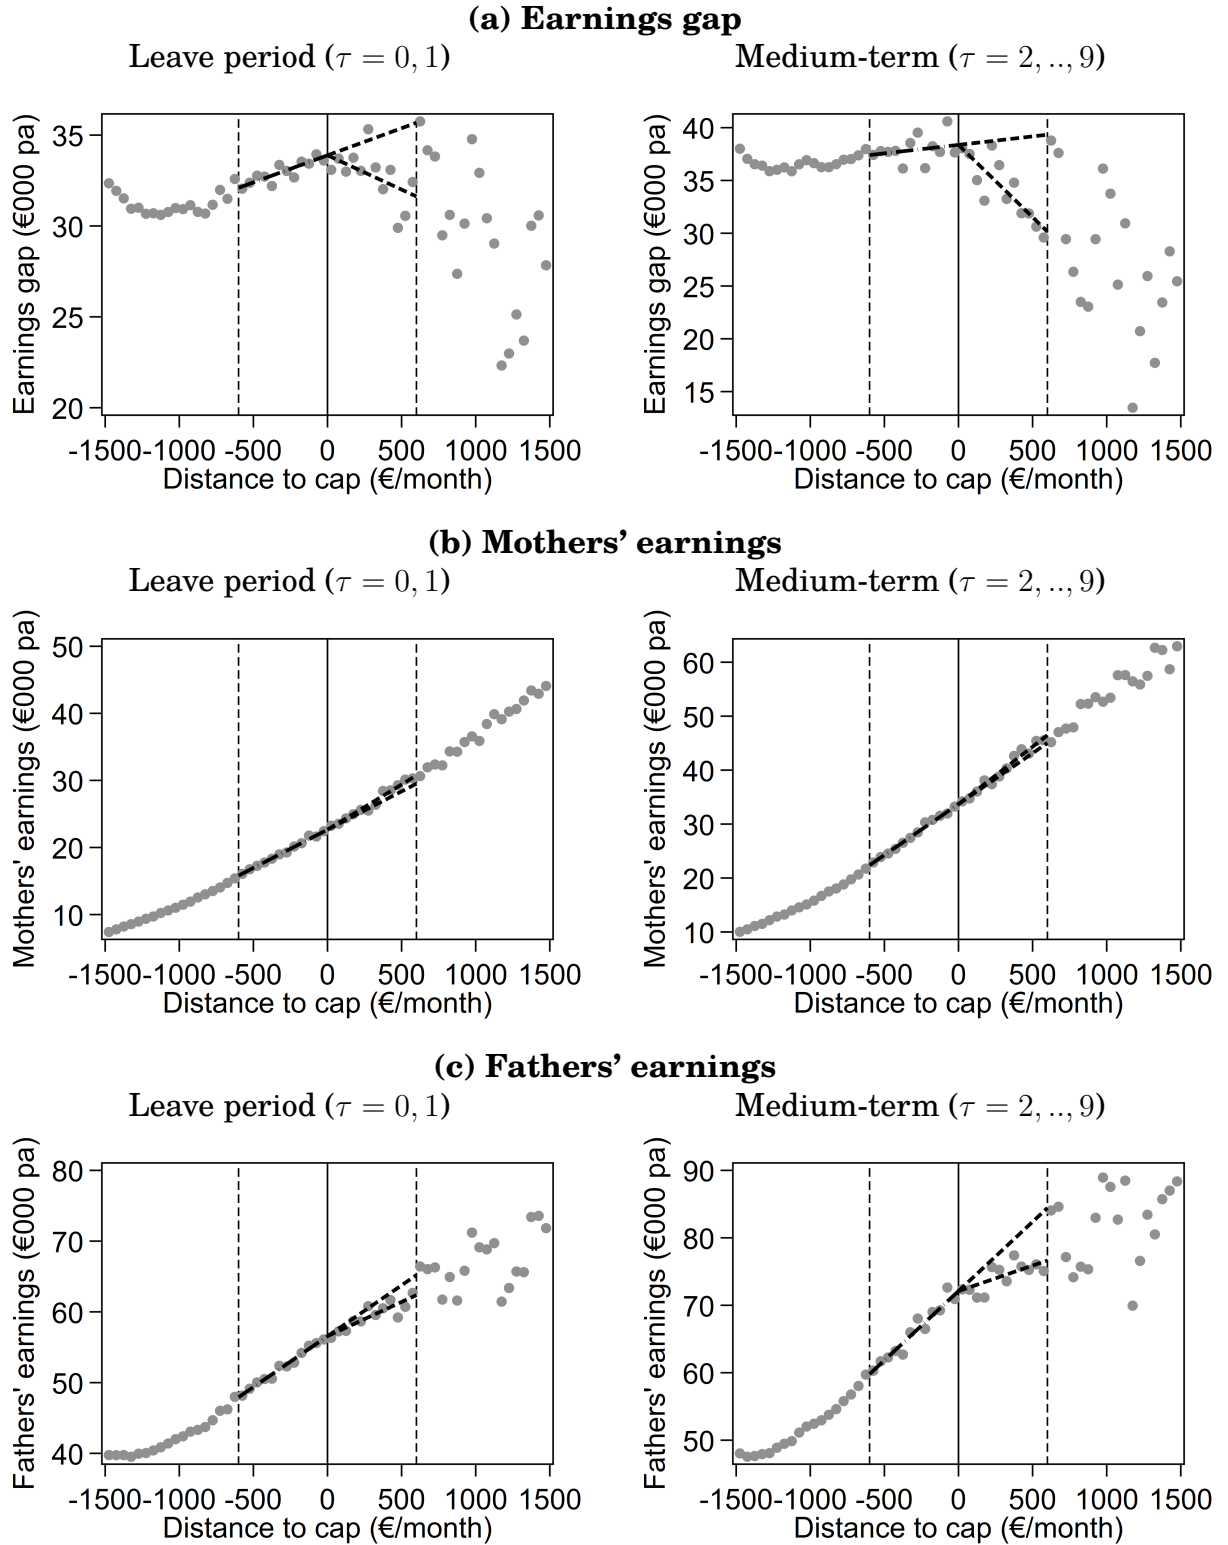 (a) Earnings gap
Leave period (τ = 0, 1)
Medium-term (τ = 2, .., 9)
Earnings gap (€000 pa)
35
30
25
20
-1500 -1000 -500 0 500 1000 1500
Distance to cap (€/month)
Earnings gap (€000 pa)
40
35
30
25
20
15
-1500 -1000 -500 0 500 1000 1500
Distance to cap (€/month)
(b) Mothers’ earnings
Leave period (τ = 0, 1)
Medium-term (τ = 2, .., 9)
Mothers' earnings (€000 pa)
50
40
30
20
10
-1500 -1000 -500 0 500 1000 1500
Distance to cap (€/month)
Mothers' earnings (€000 pa)
60
50
40
30
20
10
-1500 -1000 -500 0 500 1000 1500
Distance to cap (€/month)
(c) Fathers’ earnings
Leave period (τ = 0, 1)
Medium-term (τ = 2, .., 9)
Fathers' earnings (€000 pa)
80
70
60
50
40
-1500 -1000 -500 0 500 1000 1500
Distance to cap (€/month)
Fathers' earnings (€000 pa)
90
80
70
60
50
-1500 -1000 -500 0 500 1000 1500
Distance to cap (€/month)